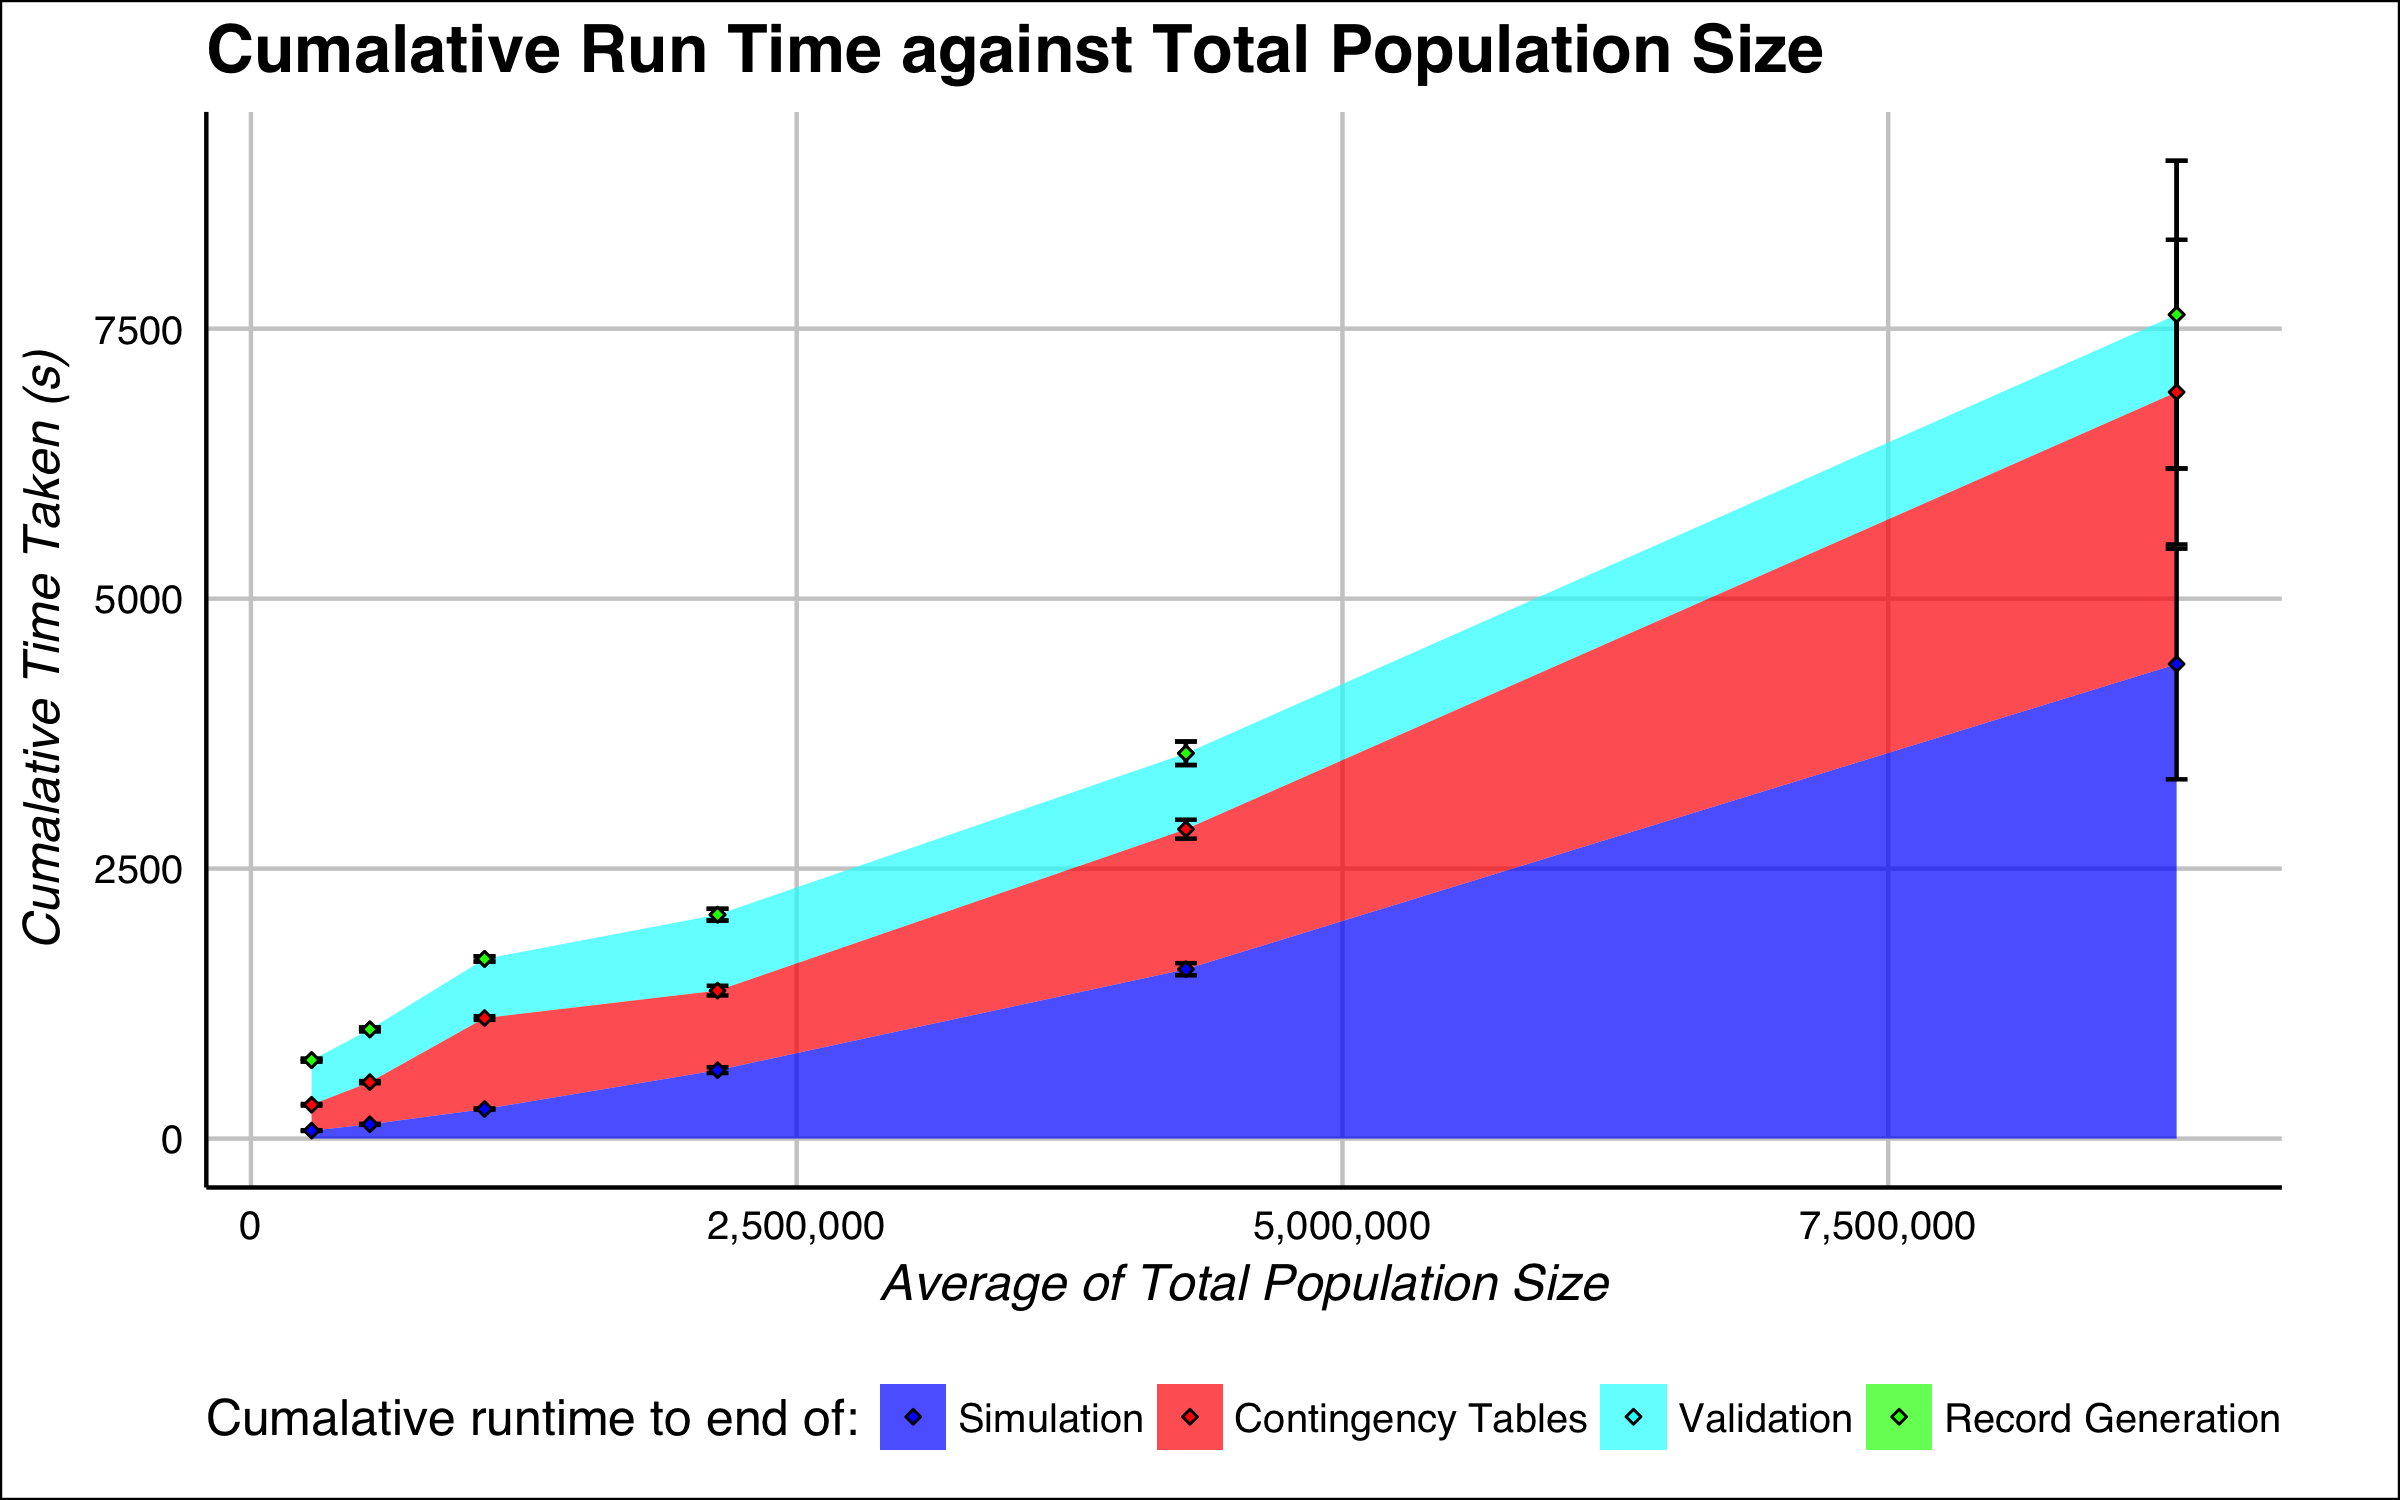 Cumalative Run Time against Total Population Size
Cumalative Time Taken (s)
7500
5000
2500
0
0 2,500,000 5,000,000 7,500,000
Average of Total Population Size
Cumalative runtime to end of: Simulation Contingency Tables Validation Record Generation